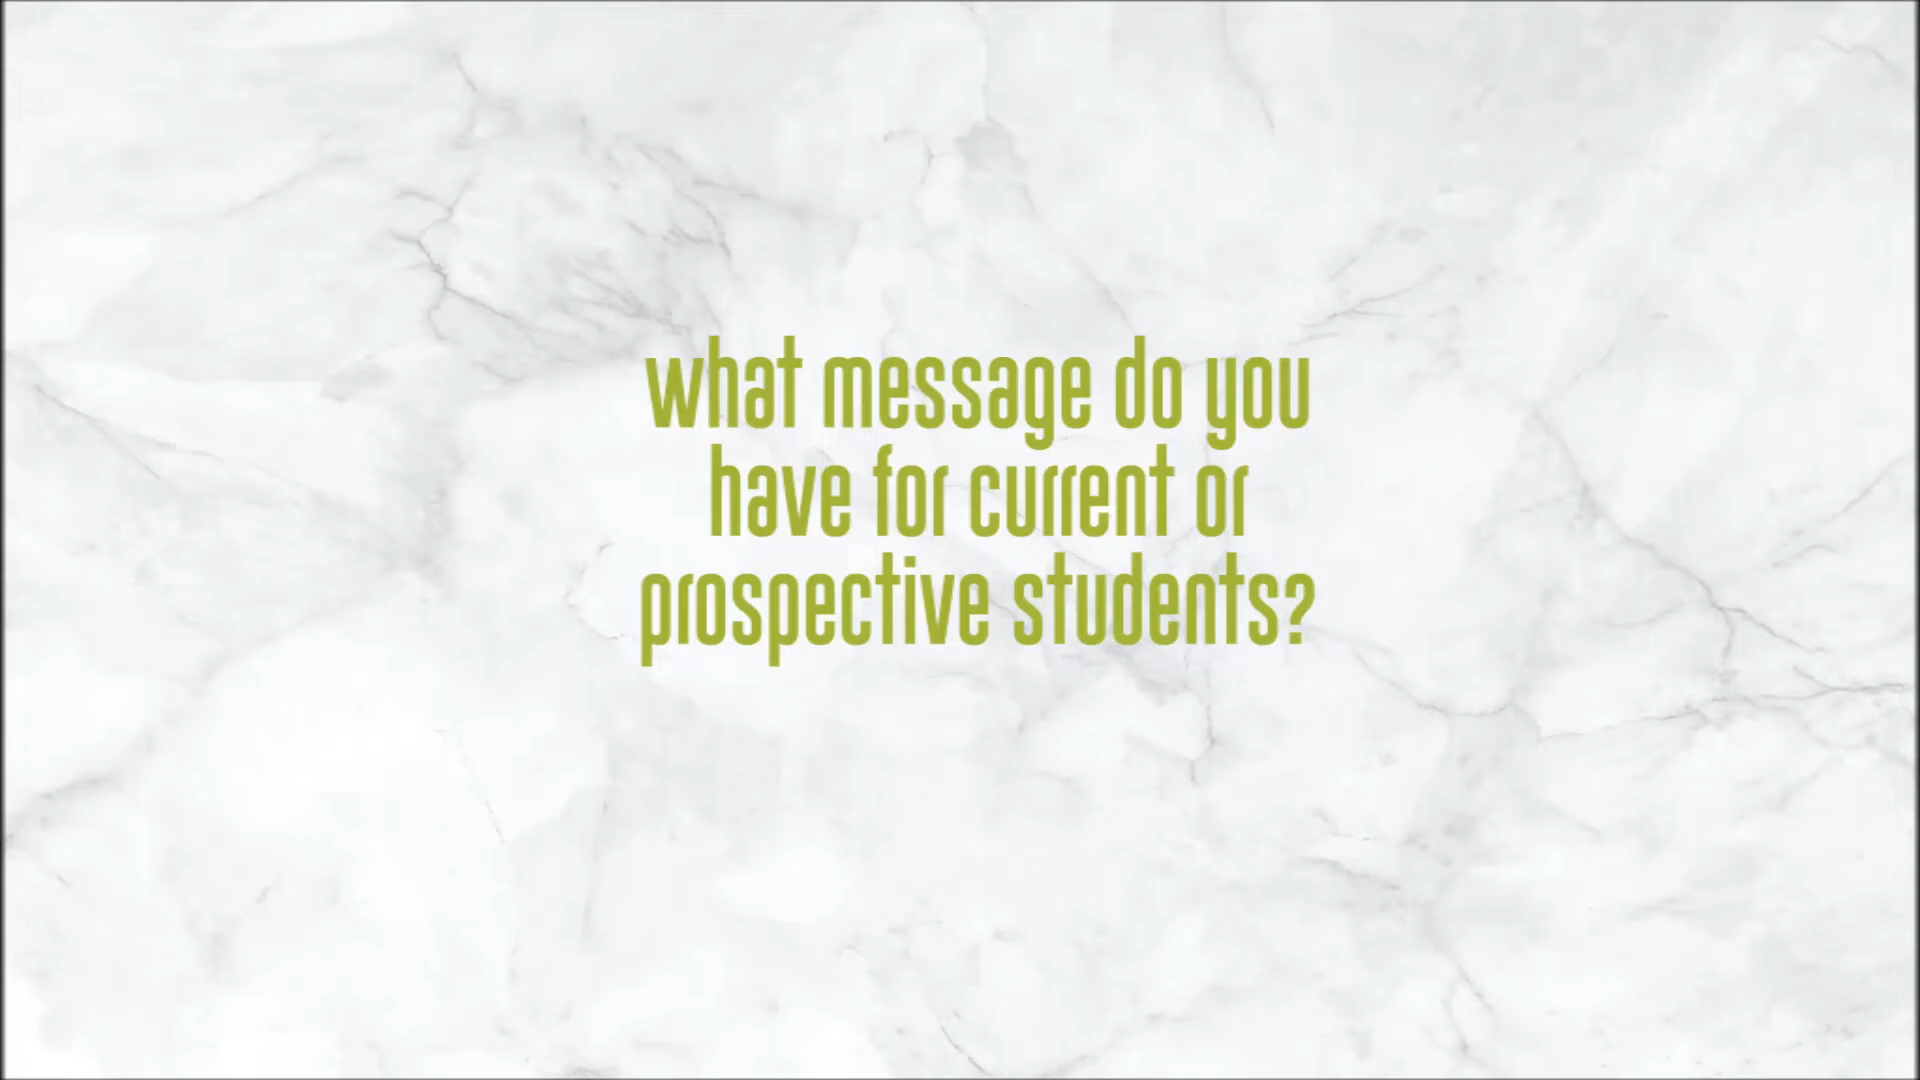 what message do you
have for current or
prospective students?